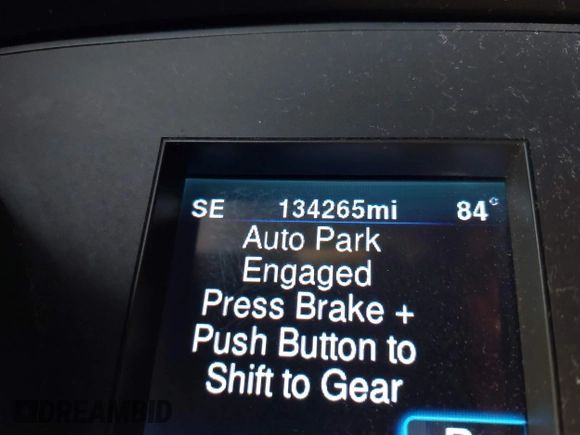 SE 134265mi 84°
Auto Park
Engaged
Press Brake +
Push Button to
Shift to Gear
DREAMBID